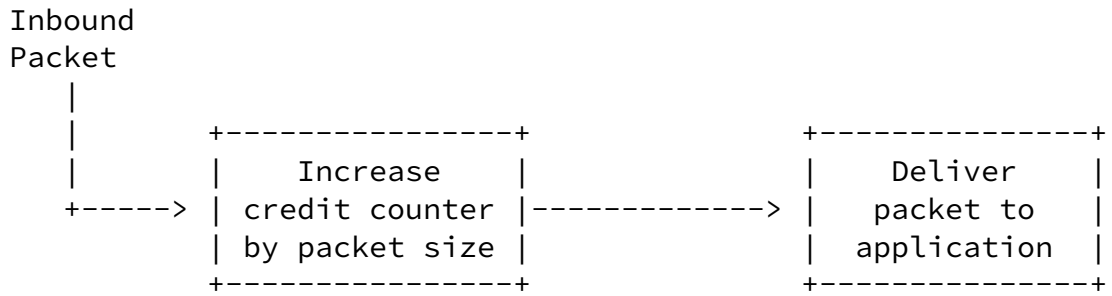 Inbound
Packet
Increase
credit counter
by packet size
Deliver
packet to
application